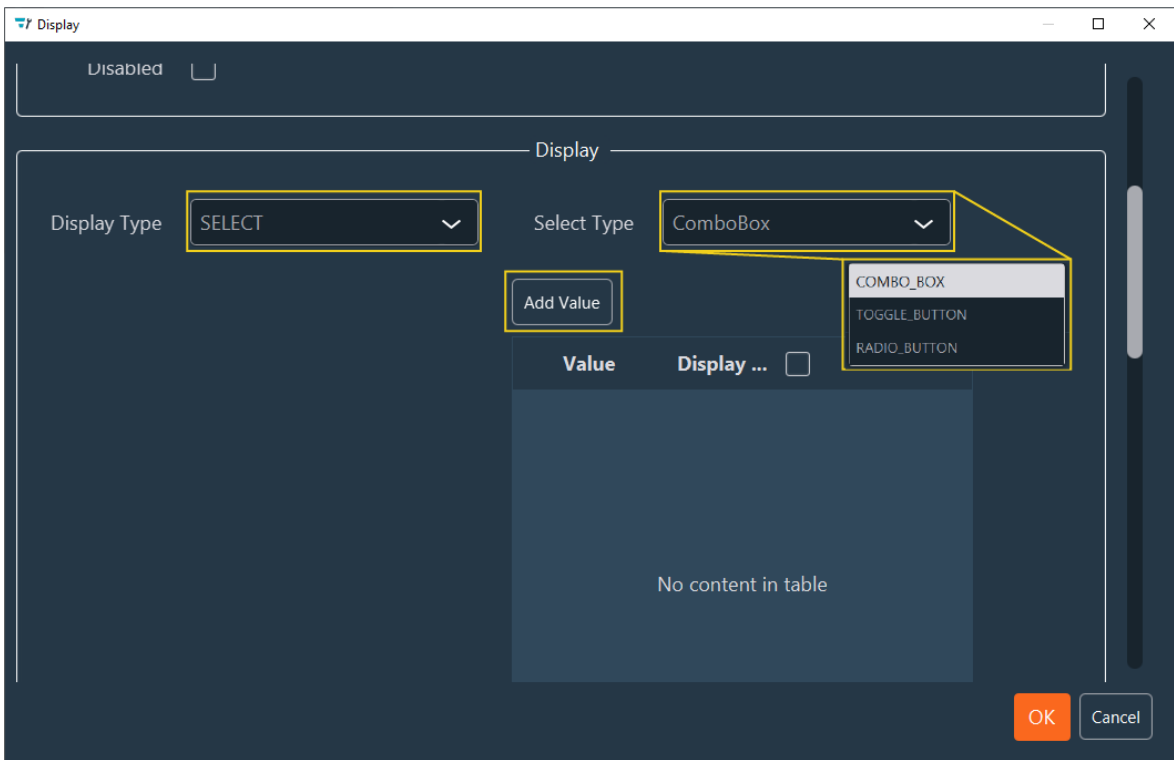 Display
Disabled
Display
Display Type SELECT Select Type ComboBox
COMBO_BOX
Add Value
TOGGLE_BUTTON
RADIO_BUTTON
Value Display ...
No content in table
OK Cancel